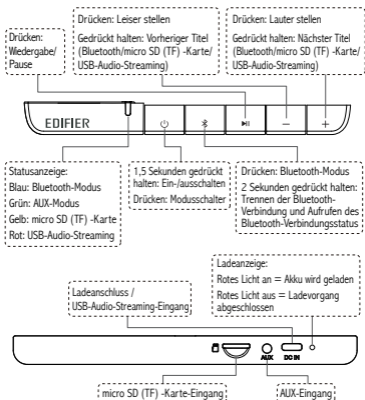 Drücken: Leiser stellen
Gedrückt halten: Vorheriger Titel
(Bluetooth/micro SD (TF) -Karte/
USB-Audio-Streaming)
Drücken: Lauter stellen
Gedrückt halten: Nächster Titel
(Bluetooth/micro SD (TF) -Karte/
USB-Audio-Streaming)
Drücken:
Wiedergabe/
Pause
EDIFIER
Statusanzeige:
Blau: Bluetooth-Modus
Grün: AUX-Modus
Gelb: micro SD (TF) -Karte
Rot: USB-Audio-Streaming
1,5 Sekunden gedrückt
halten: Ein-/ausschalten
Drücken: Modusschalter
Drücken: Bluetooth-Modus
2 Sekunden gedrückt halten:
Trennen der Bluetooth-
Verbindung und Aufrufen des
Bluetooth-Verbindungsstatus
Ladeanzeige:
Rotes Licht an = Akku wird geladen
Rotes Licht aus = Ladevorgang
abgeschlossen
Ladeanschluss /
USB-Audio-Streaming-Eingang
AUX
DC IN
micro SD (TF) -Karte-Eingang
AUX-Eingang